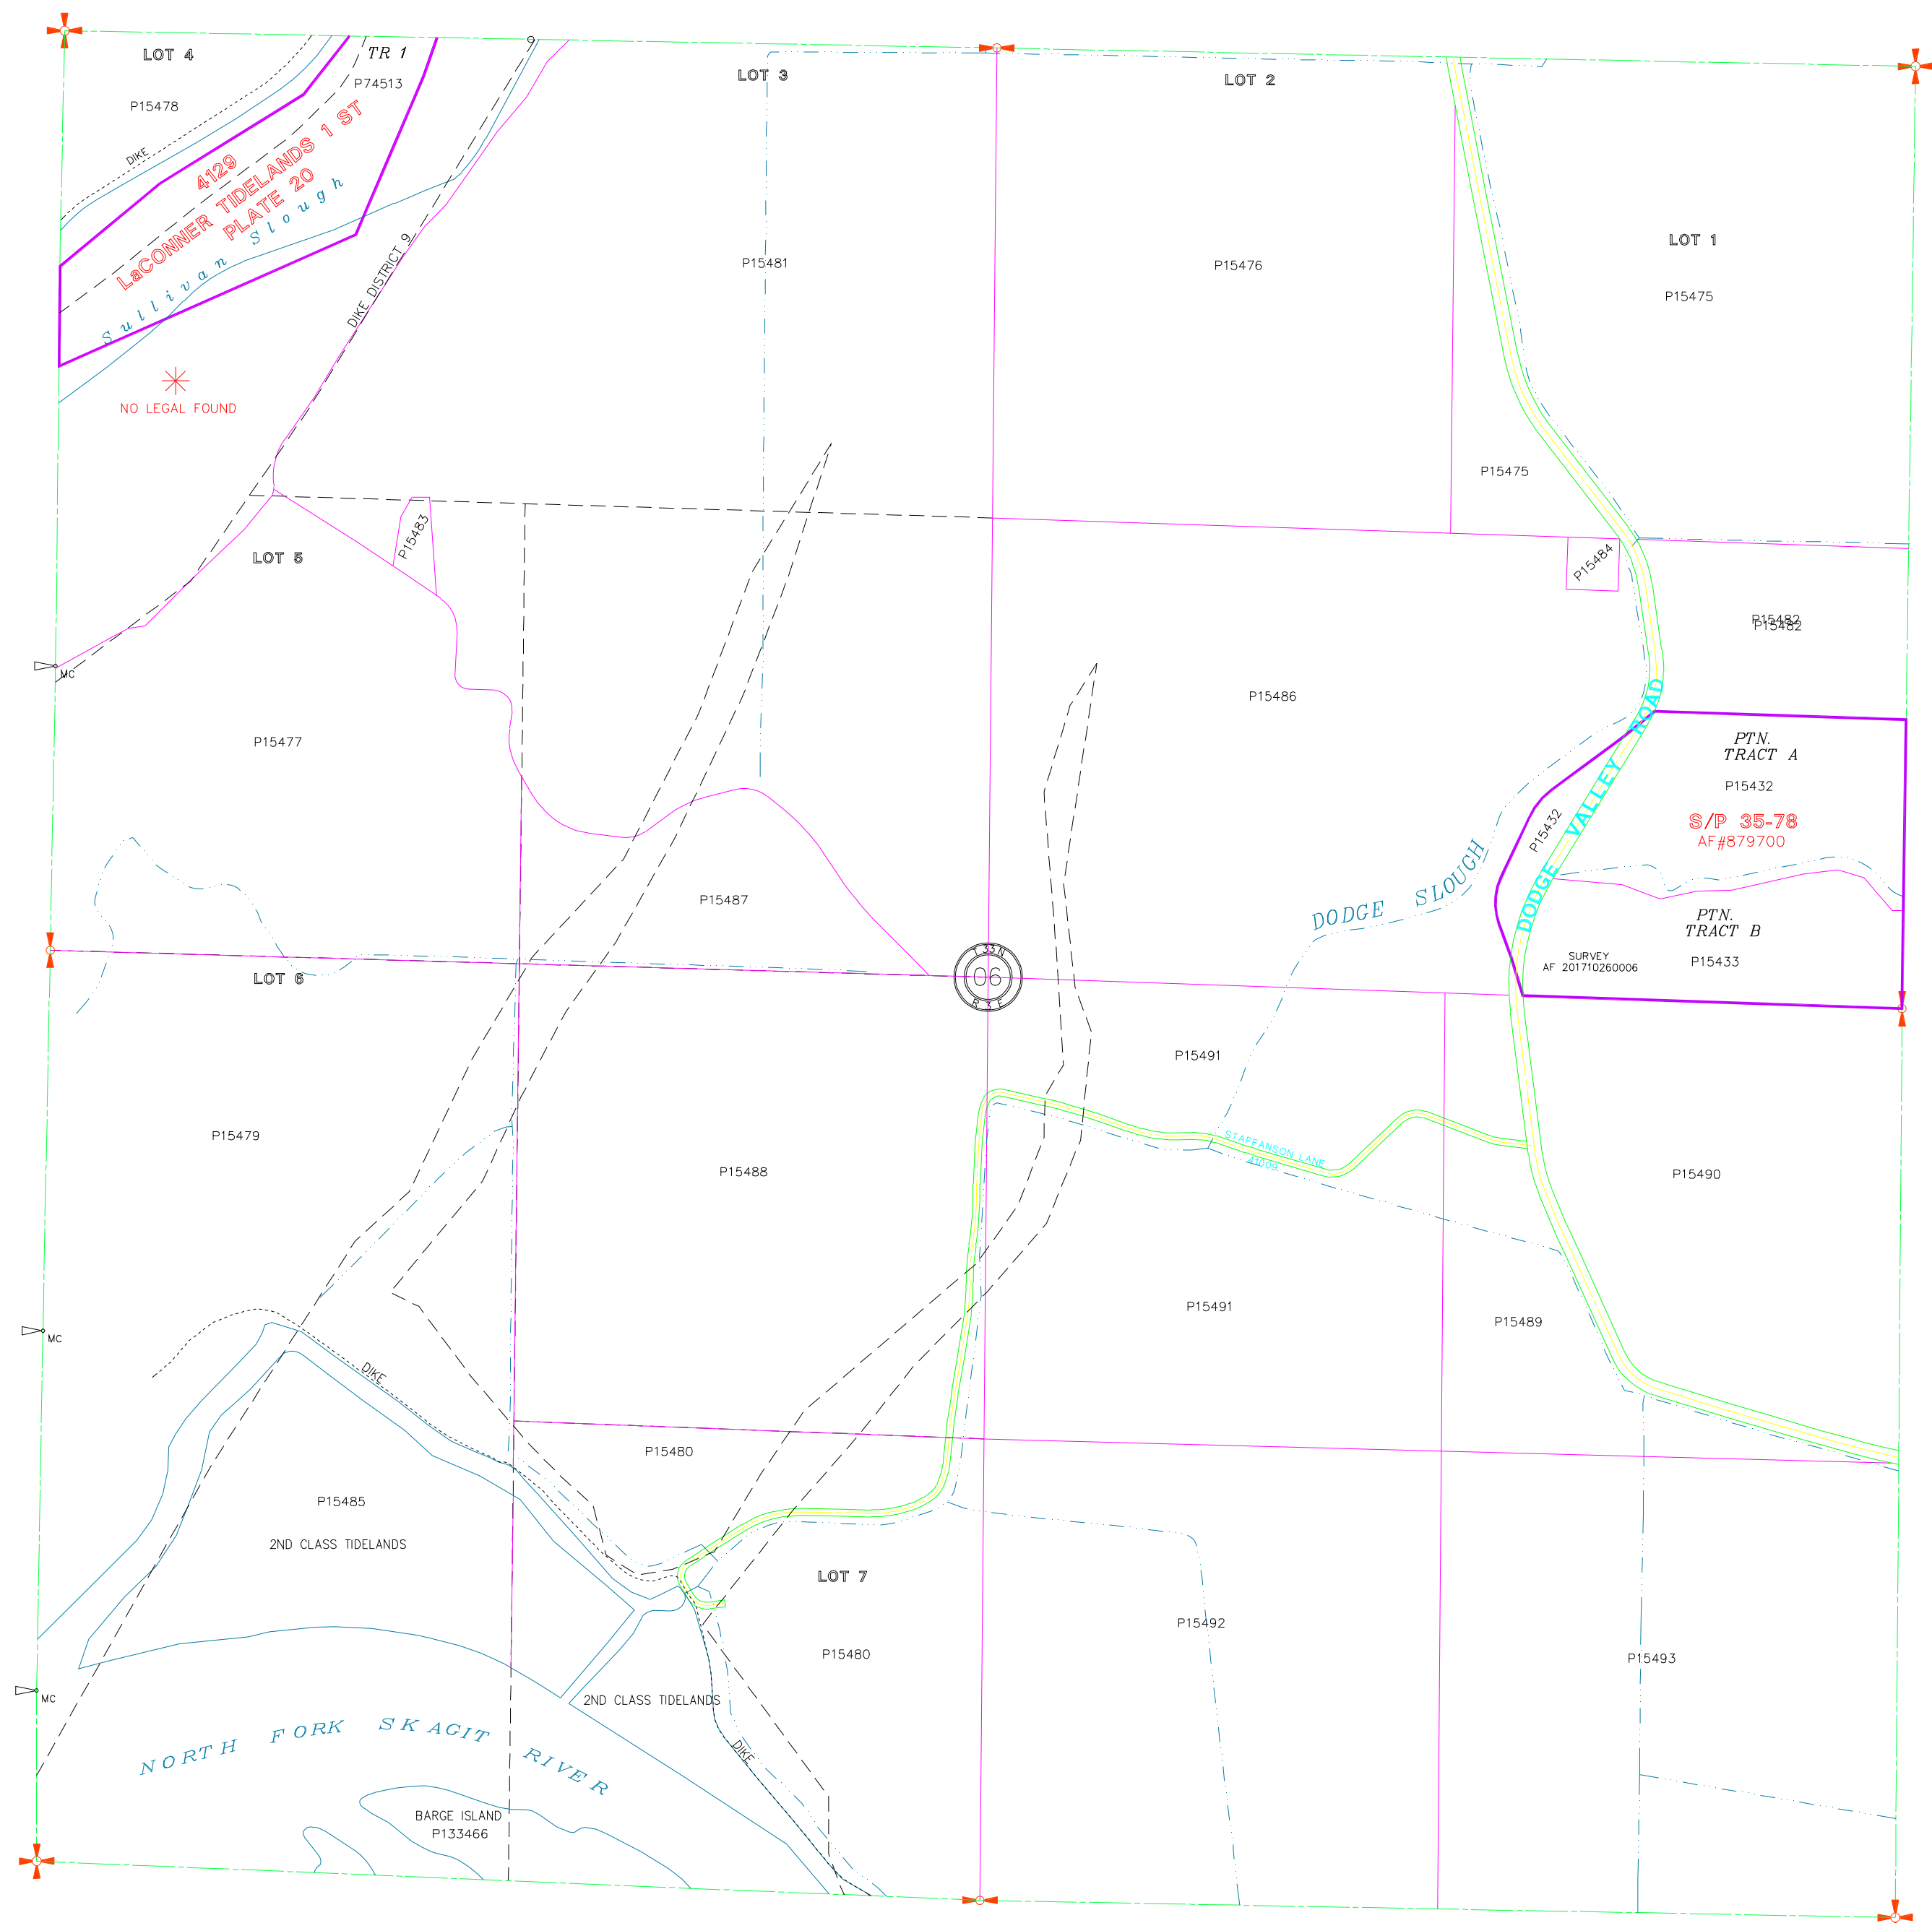 LOT 4
TR 1
P74513
P15478
DIKE
4129
LaCONNER TIDELANDS 1 ST
PLATE 20
Sullivan Slough
NO LEGAL FOUND
DIKE DISTRICT 9
LOT 3
P15481
LOT 2
P15476
LOT 1
P15475
P15475
P15483
LOT 5
P15484
P15482
P15482
MC
P15477
P15486
DODGE VALLEY ROAD
PTN.
TRACT A
P15432
P15432
S/P 35-78
AF#879700
DODGE SLOUGH
P15487
PTN.
TRACT B
P15433
SURVEY
AF 201710260006
LOT 6
T 33 N
06
R 3 E
P15491
P15479
P15488
STAFFANSON LANE
41009
P15490
P15491
P15489
MC
DIKE
P15480
P15485
2ND CLASS TIDELANDS
LOT 7
P15492
P15480
P15493
MC
2ND CLASS TIDELANDS
DIKE
NORTH FORK SKAGIT RIVER
BARGE ISLAND
P133466